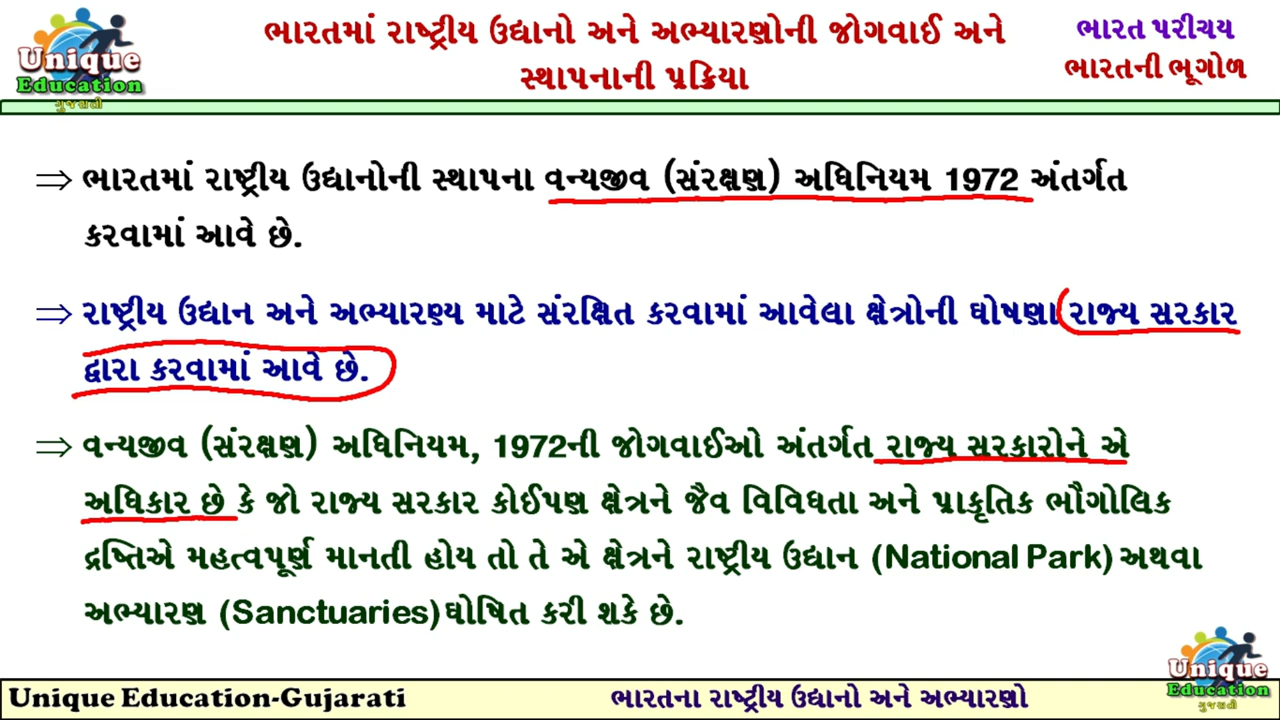 Unique
Education
ગુજરાતી
ભારતમાં રાષ્ટ્રીય ઉદ્યાનો અને અભ્યારણોની જોગવાઈ અને
સ્થાપનાની પ્રક્રિયા
ભારત પરીચય
ભારતની ભૂગોળ
⇒ ભારતમાં રાષ્ટ્રીય ઉદ્યાનોની સ્થાપના વન્યજીવ (સંરક્ષણ) અધિનિયમ 1972 અંતર્ગત
કરવામાં આવે છે.
⇒ રાષ્ટ્રીય ઉદ્યાન અને અભ્યારણ્ય માટે સંરક્ષિત કરવામાં આવેલા ક્ષેત્રોની ઘોષણા રાજ્ય સરકાર
દ્વારા કરવામાં આવે છે.
⇒ વન્યજીવ (સંરક્ષણ) અધિનિયમ, 1972ની જોગવાઈઓ અંતર્ગત રાજ્ય સરકારોને એ
અધિકાર છે કે જો રાજ્ય સરકાર કોઈપણ ક્ષેત્રને જૈવ વિવિધતા અને પ્રાકૃતિક ભૌગોલિક
દ્રષ્તિએ મહત્વપૂર્ણ માનતી હોય તો તે એ ક્ષેત્રને રાષ્ટ્રીય ઉદ્યાન (National Park) અથવા
અભ્યારણ (Sanctuaries) ઘોષિત કરી શકે છે.
Unique
Education
ગુજરાતી
Unique Education-Gujarati
ભારતના રાષ્ટ્રીય ઉદ્યાનો અને અભ્યારણો